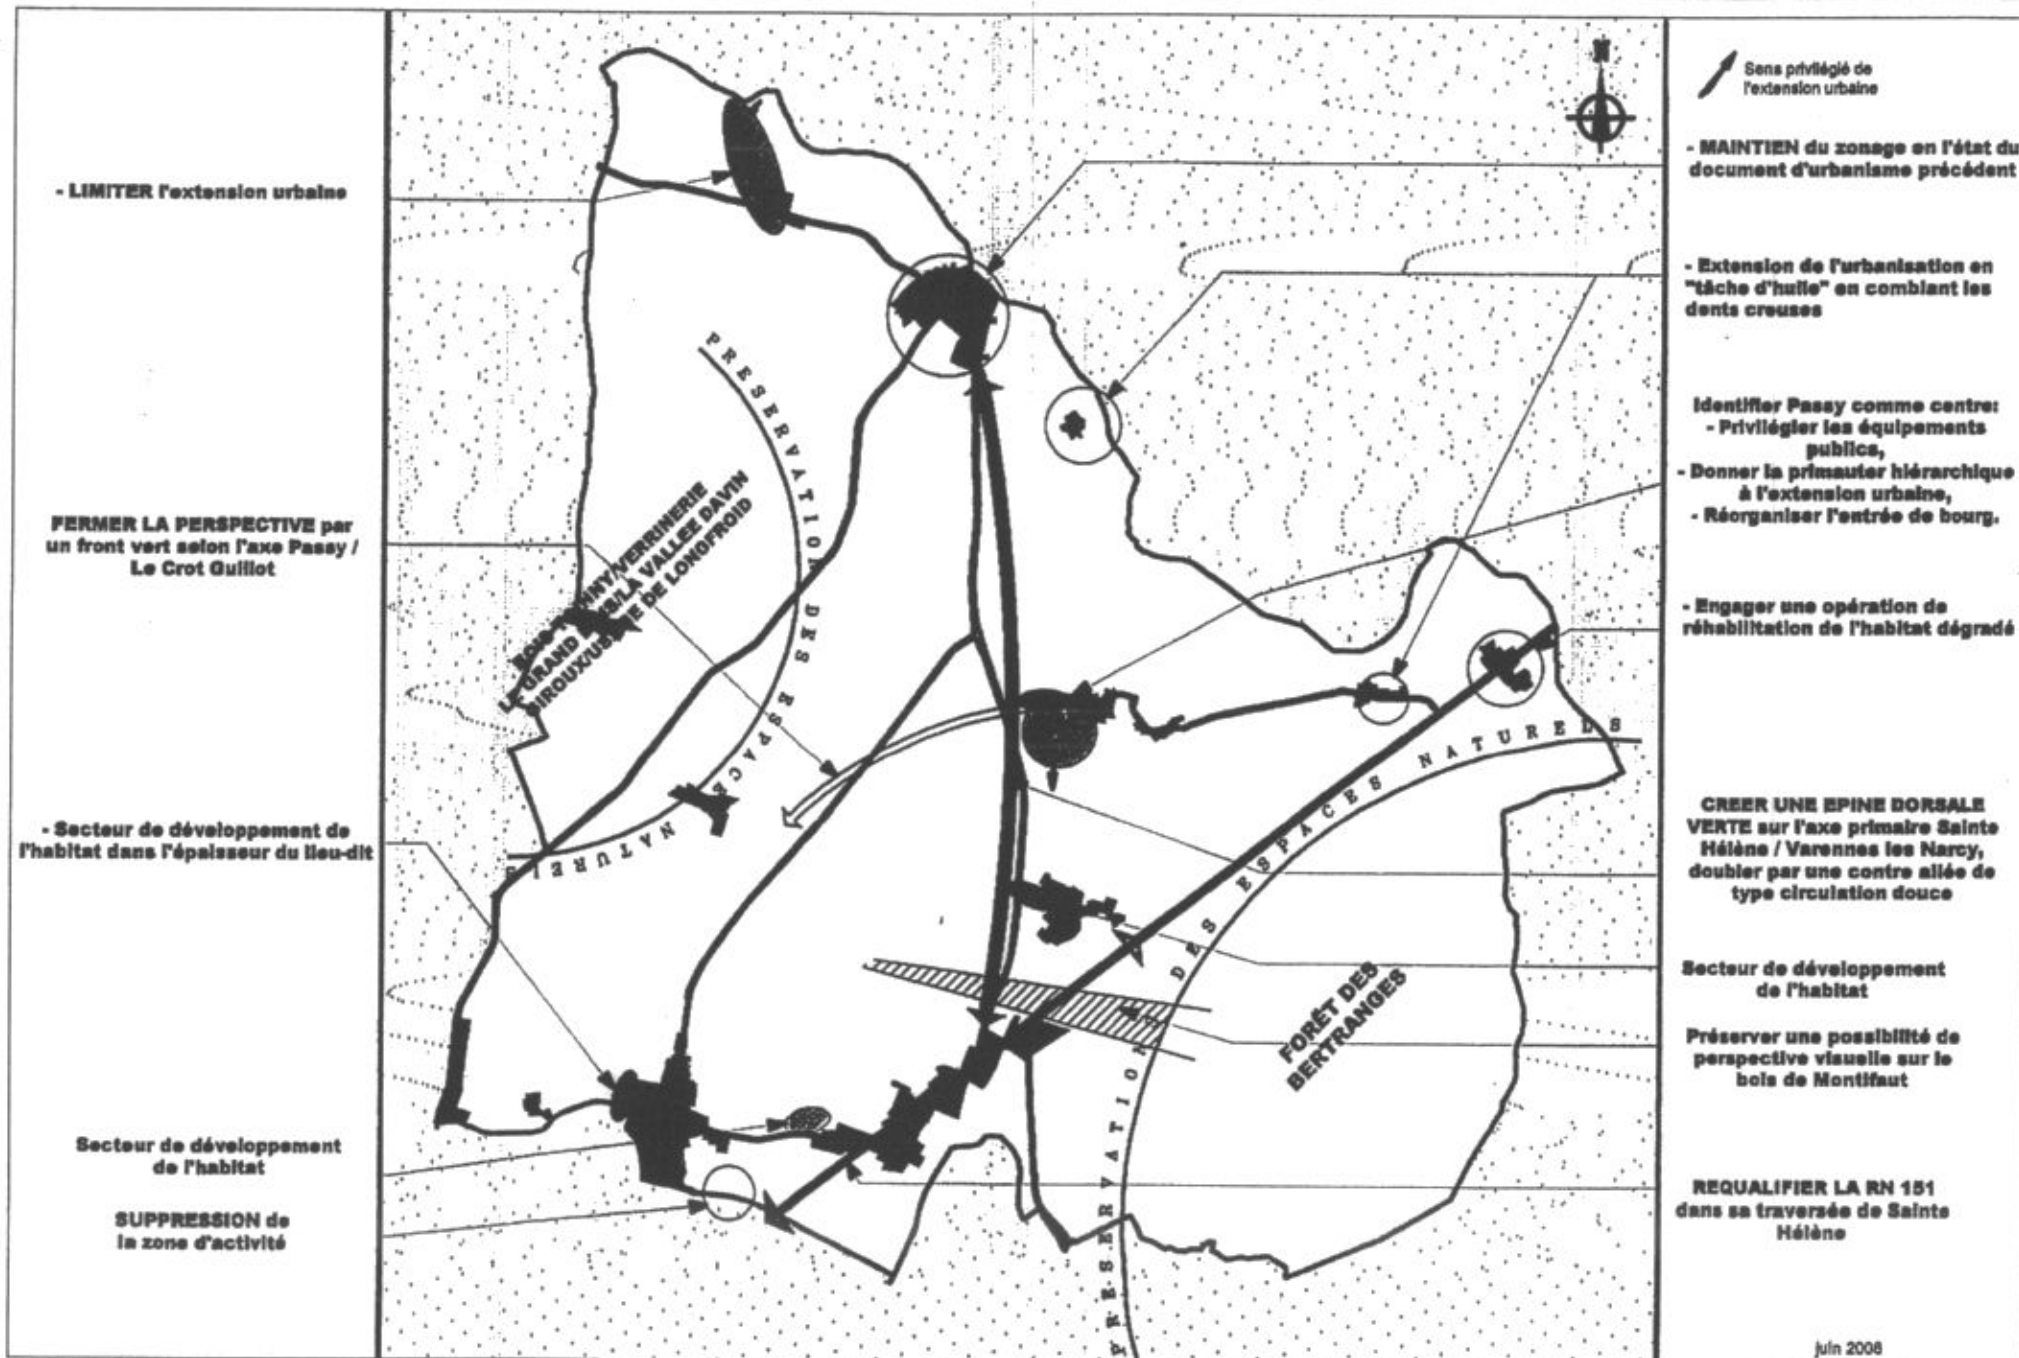 - LIMITER l'extension urbaine
FERMER LA PERSPECTIVE par
un front vert selon l'axe Passy /
Le Crot Guillot
- Secteur de développement de
l'habitat dans l'épaisseur du lieu-dit
Secteur de développement
de l'habitat
SUPPRESSION de
la zone d'activité
N
PRESERVATION DES ESPACES NATURELS
LE GRAND
LA VALLEE DAVIN
DE LONGFROID
PRESERVATION DES ESPACES NATURELS
FORÊT DES
BERTRANGES
Sens privilégié de
l'extension urbaine
- MAINTIEN du zonage en l'état du
document d'urbanisme précédent
- Extension de l'urbanisation en
"tâche d'huile" en comblant les
dents creuses
Identifier Passy comme centre:
- Privilégier les équipements
publics,
- Donner la primauter hiérarchique
à l'extension urbaine,
- Réorganiser l'entrée de bourg.
- Engager une opération de
réhabilitation de l'habitat dégradé
CREER UNE EPINE DORSALE
VERTE sur l'axe primaire Sainte
Hélène / Varennes les Narcy,
doubler par une contre allée de
type circulation douce
Secteur de développement
de l'habitat
Préserver une possibilité de
perspective visuelle sur le
bois de Montifaut
REQUALIFIER LA RN 151
dans sa traversée de Sainte
Hélène
juin 2008